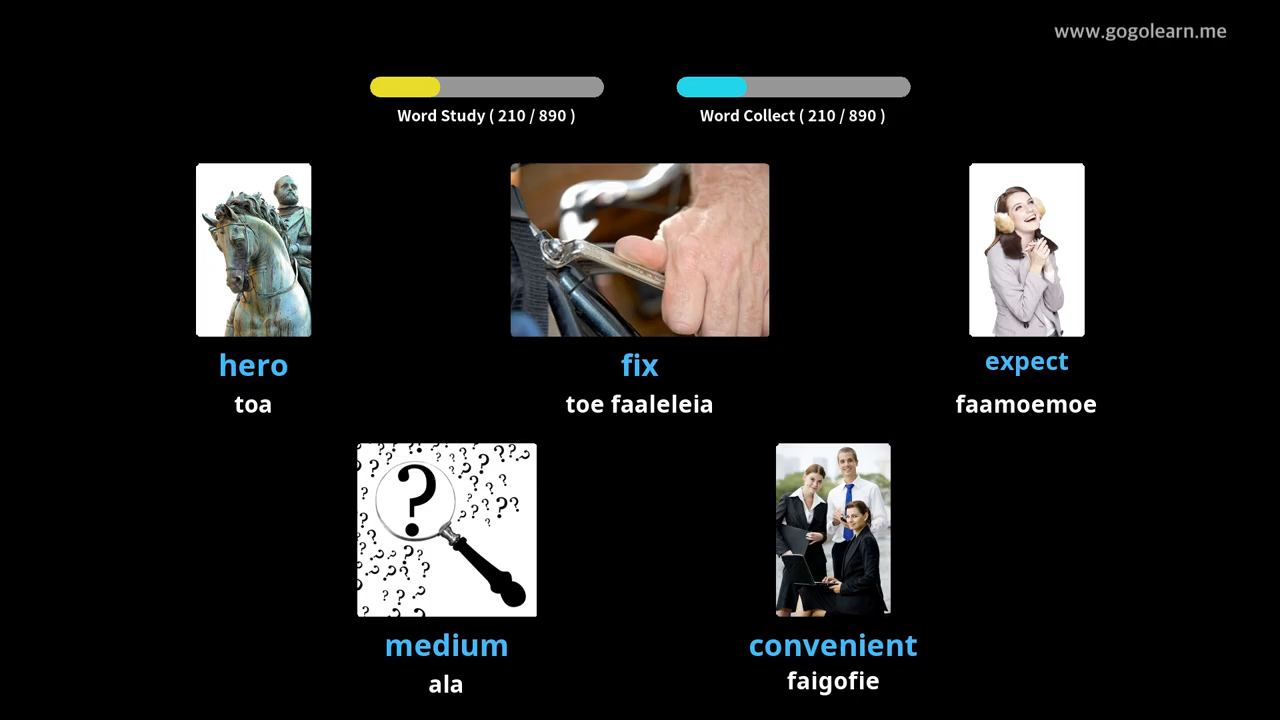 www.gogolearn.me
Word Study ( 210 / 890 )
Word Collect ( 210 / 890 )
hero
toa
fix
toe faaleleia
expect
faamoemoe
medium
ala
convenient
faigofie